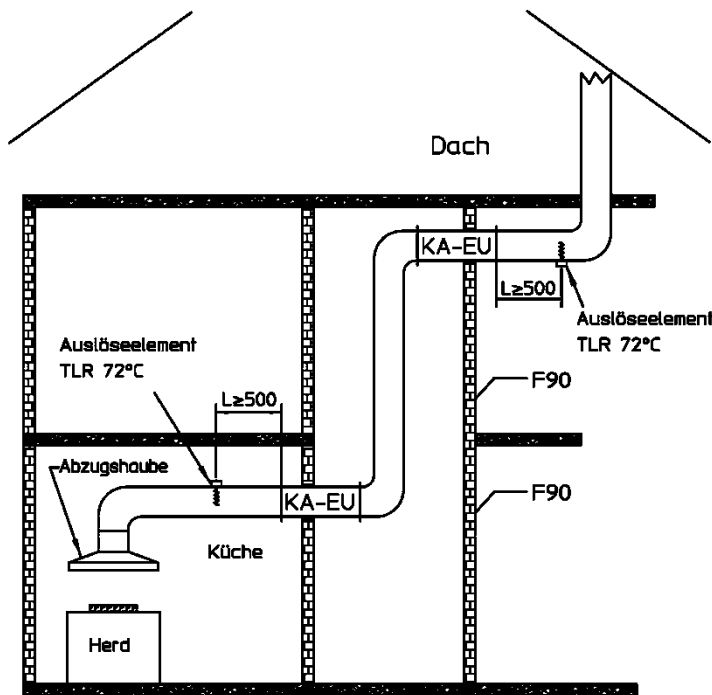 Dach
KA-EU
L≥500
Auslöseelement
TLR 72°C
Auslöseelement
TLR 72°C
L≥500
F90
Abzugshaube
KA-EU
F90
Küche
Herd